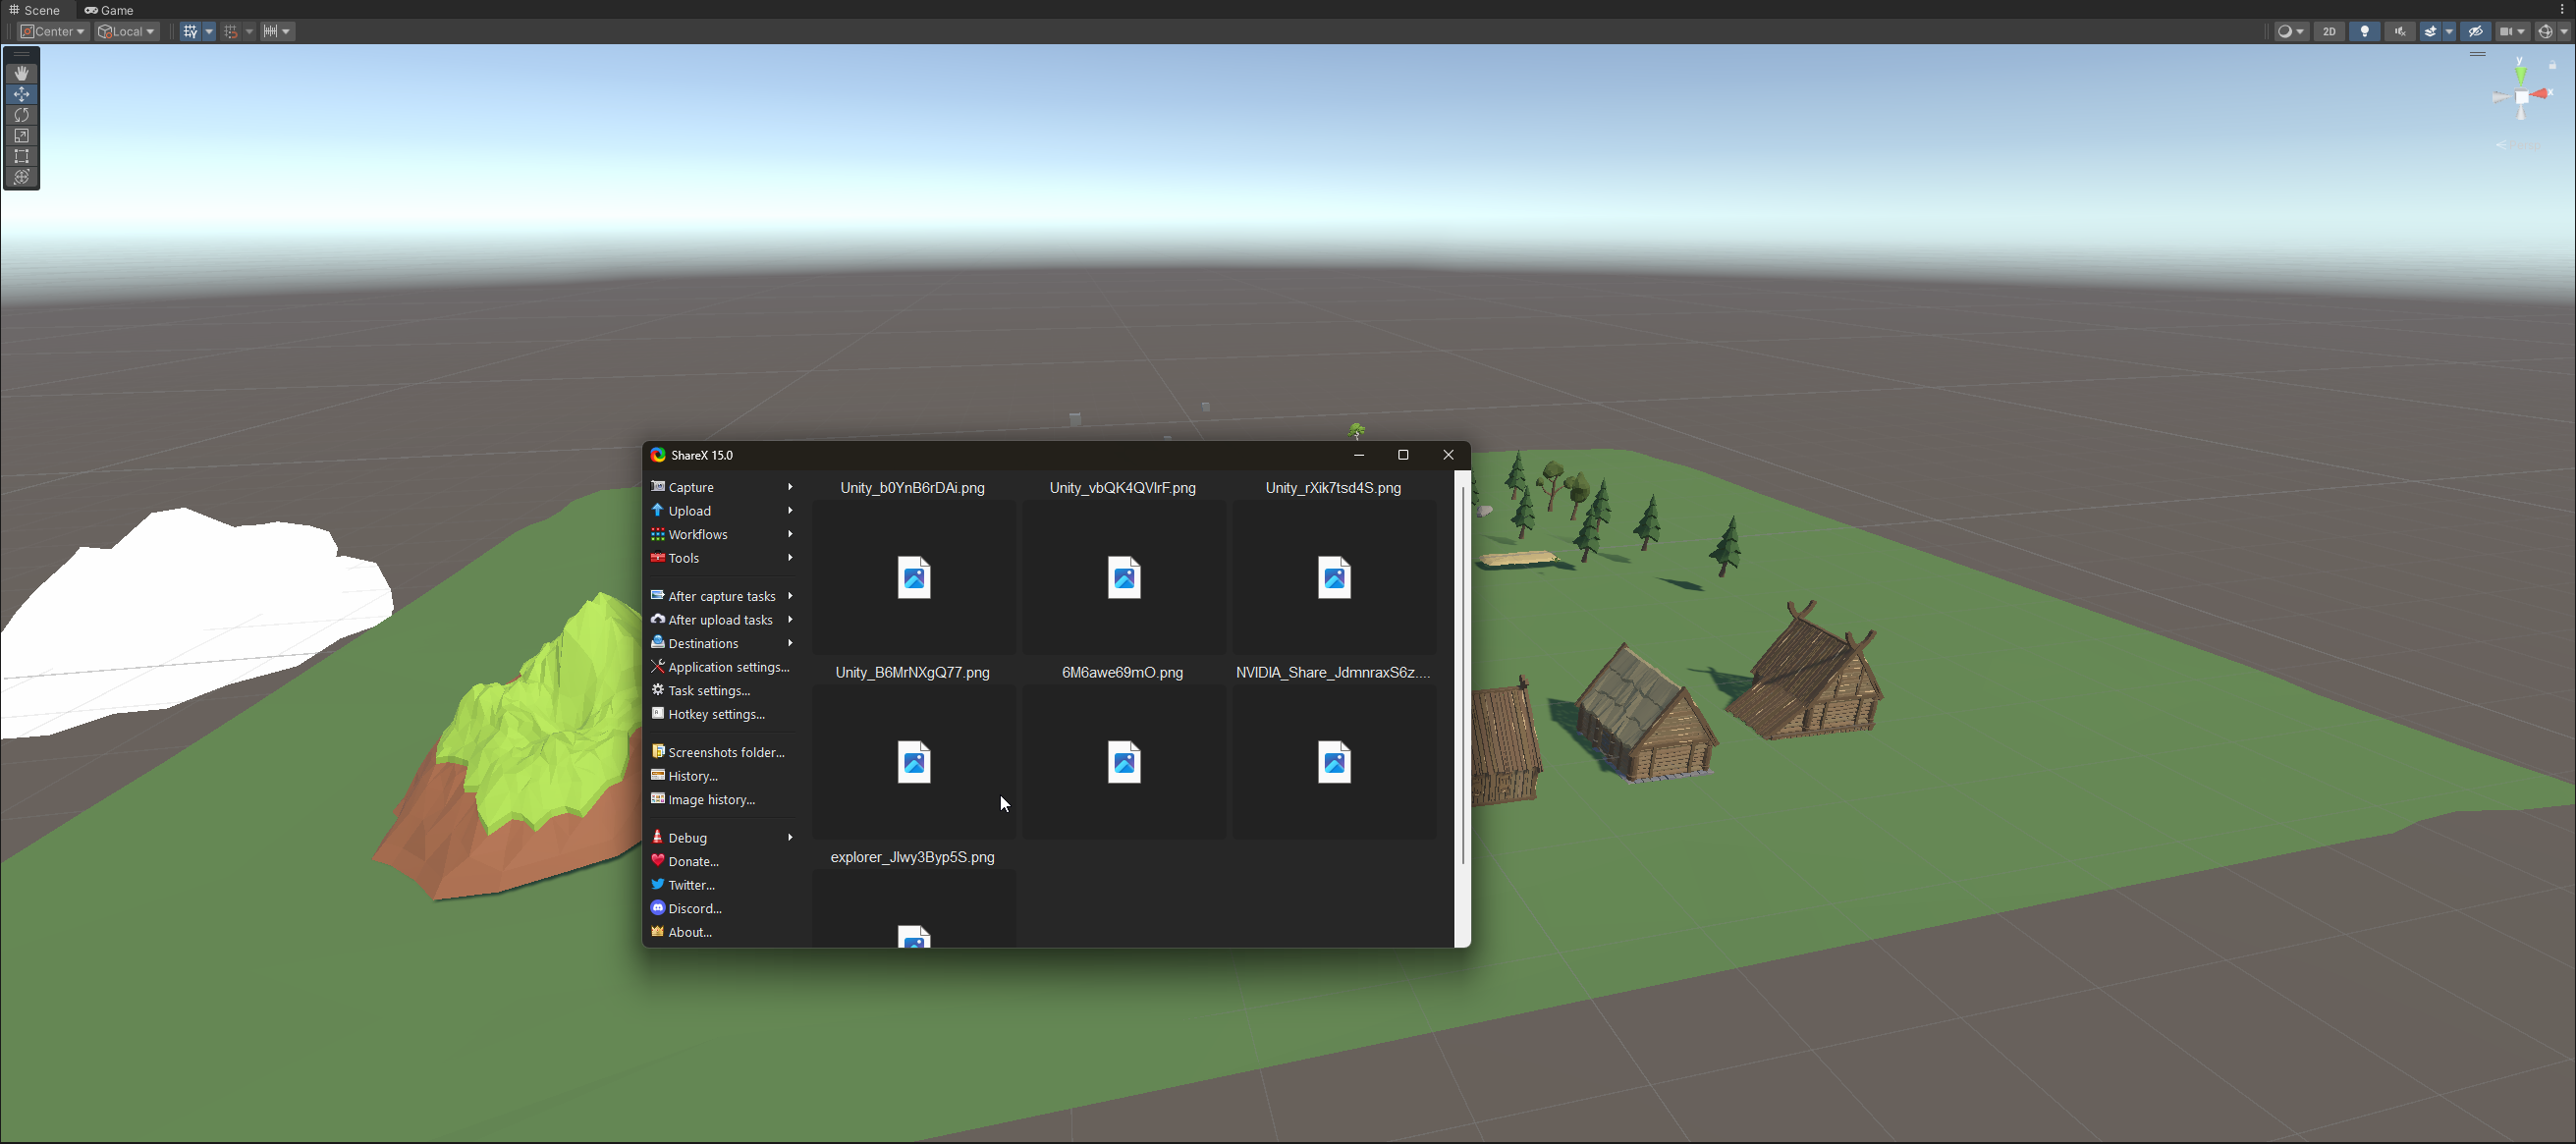 Scene Game
Center Local
2D
y
x
Persp
ShareX 15.0
Capture
Upload
Workflows
Tools
After capture tasks
After upload tasks
Destinations
Application settings...
Task settings...
Hotkey settings...
Screenshots folder...
History...
Image history...
Debug
Donate...
Twitter...
Discord...
About...
Unity_b0YnB6rDAi.png
Unity_vbQK4QVlrF.png
Unity_rXik7tsd4S.png
Unity_B6MrNXgQ77.png
6M6awe69mO.png
NVIDIA_Share_JdmnraxS6z....
explorer_Jlwy3Byp5S.png